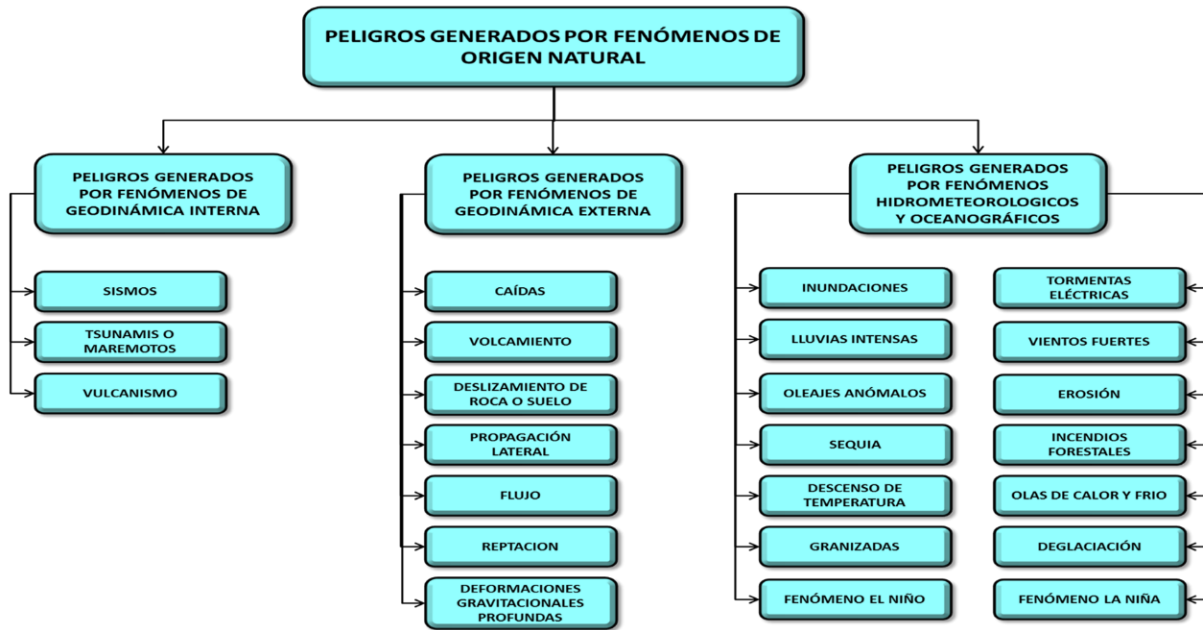 PELIGROS GENERADOS POR FENÓMENOS DE
ORIGEN NATURAL
PELIGROS GENERADOS
POR FENÓMENOS DE
GEODINÁMICA INTERNA
SISMOS
TSUNAMIS O
MAREMOTOS
VULCANISMO
PELIGROS GENERADOS
POR FENÓMENOS DE
GEODINÁMICA EXTERNA
CAÍDAS
VOLCAMIENTO
DESLIZAMIENTO DE
ROCA O SUELO
PROPAGACIÓN
LATERAL
FLUJO
REPTACION
DEFORMACIONES
GRAVITACIONALES
PROFUNDAS
PELIGROS GENERADOS
POR FENÓMENOS
HIDROMETEOROLOGICOS
Y OCEANOGRÁFICOS
INUNDACIONES
LLUVIAS INTENSAS
OLEAJES ANÓMALOS
SEQUIA
DESCENSO DE
TEMPERATURA
GRANIZADAS
FENÓMENO EL NIÑO
TORMENTAS
ELÉCTRICAS
VIENTOS FUERTES
EROSIÓN
INCENDIOS
FORESTALES
OLAS DE CALOR Y FRIO
DEGLACIACIÓN
FENÓMENO LA NIÑA